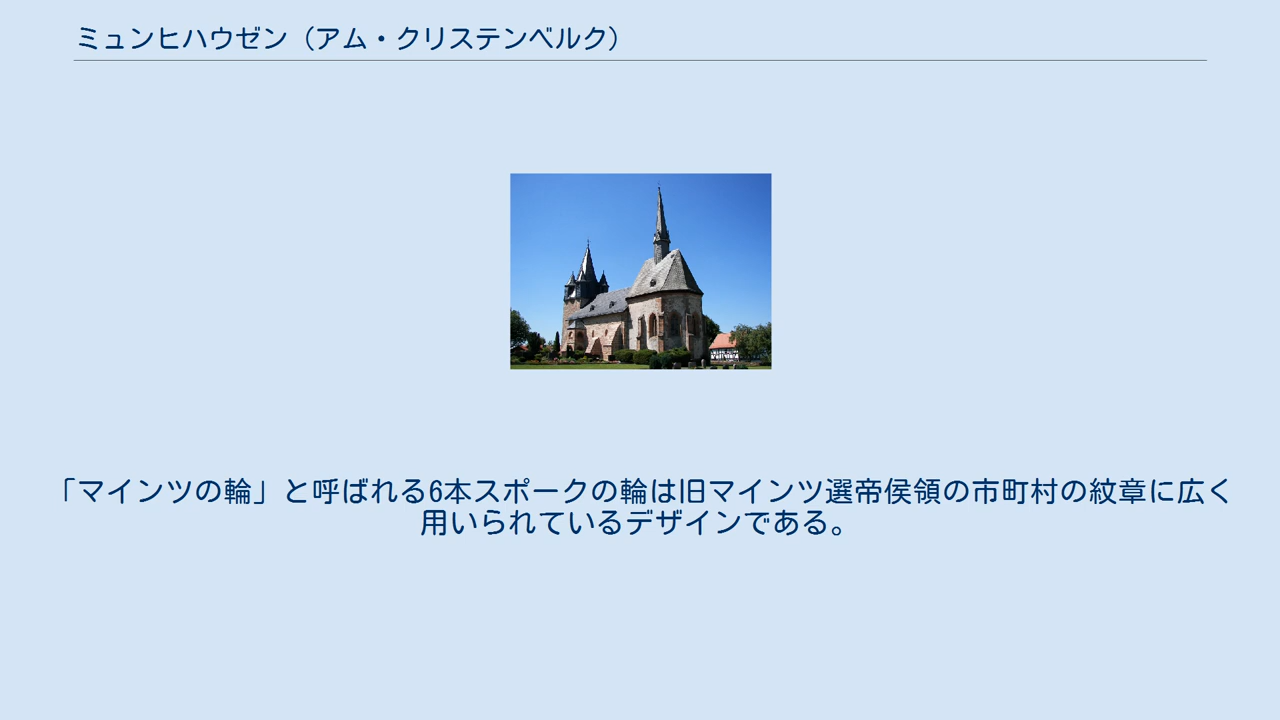 ミュンヒハウゼン（アム・クリステンベルク）
「マインツの輪」と呼ばれる6本スポークの輪は旧マインツ選帝侯領の市町村の紋章に広く
用いられているデザインである。